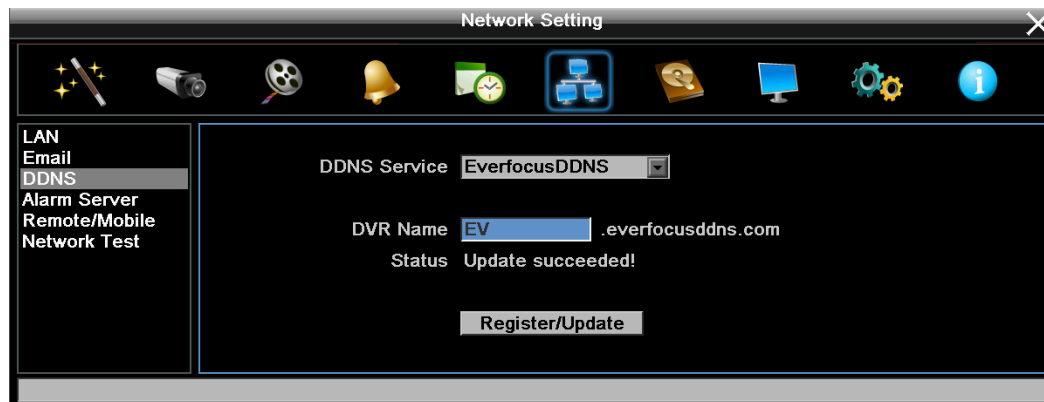 Network Setting
LAN
Email
DDNS
Alarm Server
Remote/Mobile
Network Test
DDNS Service EverfocusDDNS
DVR Name EV .everfocusddns.com
Status Update succeeded!
Register/Update